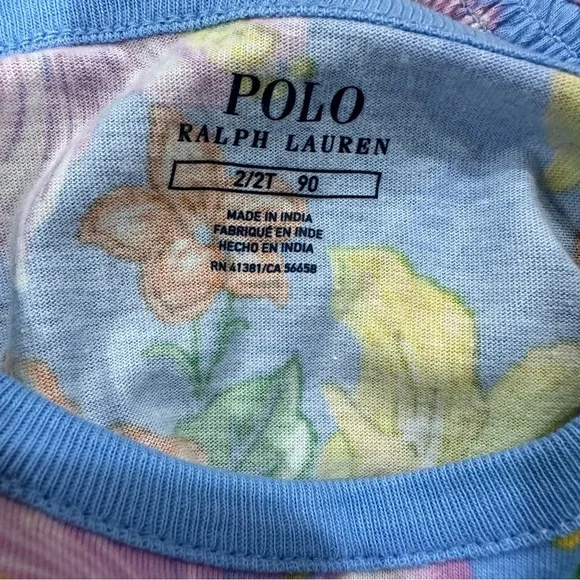 POLO
RALPH LAUREN
2/2T 90
MADE IN INDIA
FABRIQUÉ EN INDE
HECHO EN INDIA
RN 41381/CA 56658